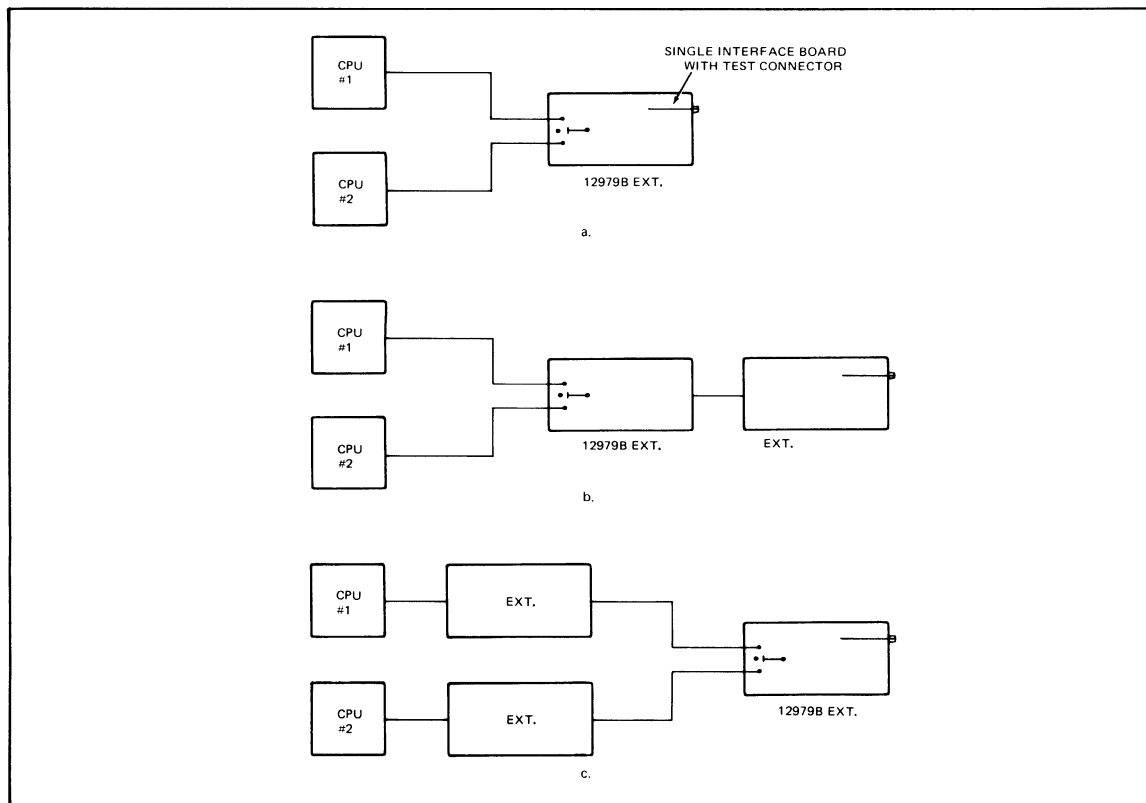 SINGLE INTERFACE BOARD
WITH TEST CONNECTOR
CPU
#1
CPU
#2
12979B EXT.
a.
CPU
#1
CPU
#2
12979B EXT.
EXT.
b.
CPU
#1
EXT.
CPU
#2
EXT.
12979B EXT.
c.